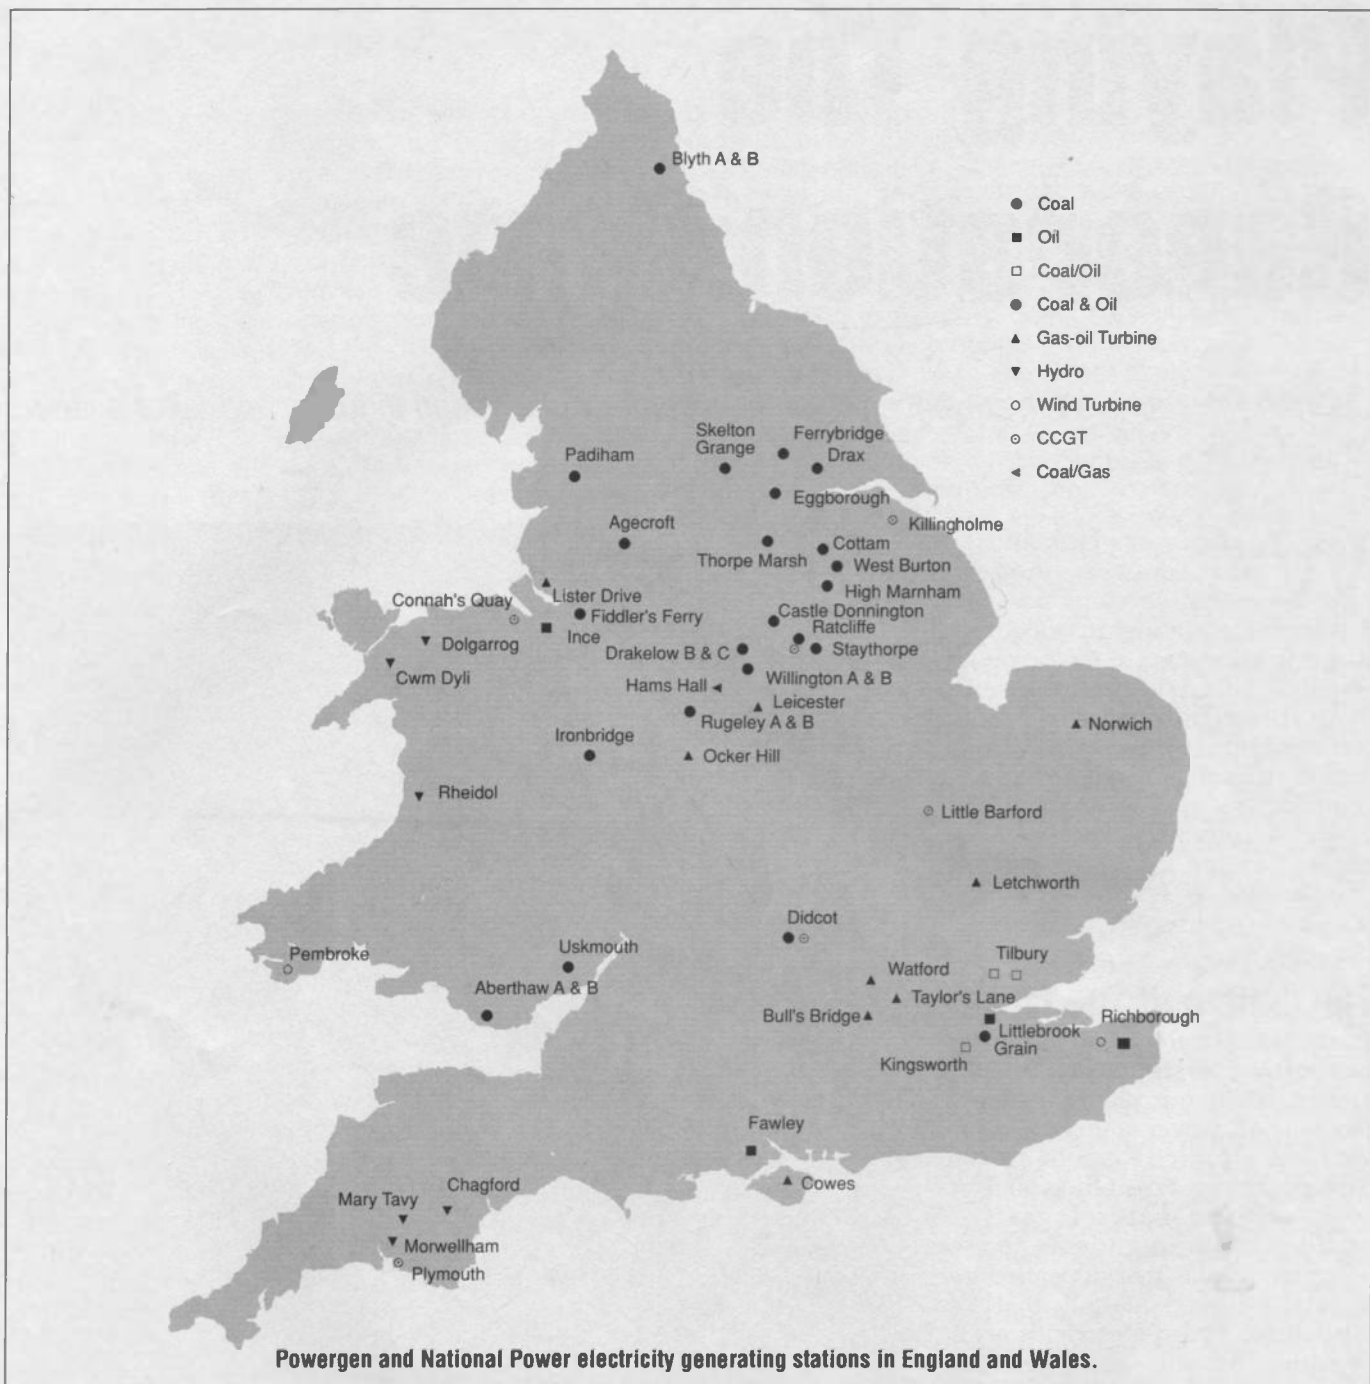 Blyth A & B
Coal
Oil
Coal/Oil
Coal & Oil
Gas-oil Turbine
Hydro
Wind Turbine
CCGT
Coal/Gas
Skelton
Grange
Ferrybridge
Drax
Padiham
Eggborough
Killingholme
Agecroft
Thorpe Marsh
Cottam
West Burton
High Marnham
Lister Drive
Connah's Quay
Fiddler's Ferry
Castle Donnington
Ratcliffe
Ince
Dolgarrog
Drakelow B & C
Staythorpe
Cwm Dyli
Willington A & B
Hams Hall
Leicester
Rugeley A & B
Norwich
Ironbridge
Ocker Hill
Rheidol
Little Barford
Letchworth
Didcot
Pembroke
Uskmouth
Tilbury
Watford
Aberthaw A & B
Taylor's Lane
Bull's Bridge
Richborough
Littlebrook
Grain
Kingsworth
Fawley
Cowes
Chagford
Mary Tavy
Morwellham
Plymouth
Powergen and National Power electricity generating stations in England and Wales.